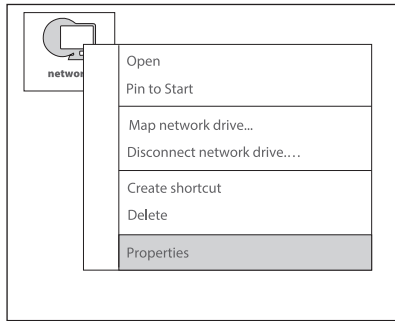 networ
Open
Pin to Start
Map network drive...
Disconnect network drive....
Create shortcut
Delete
Properties